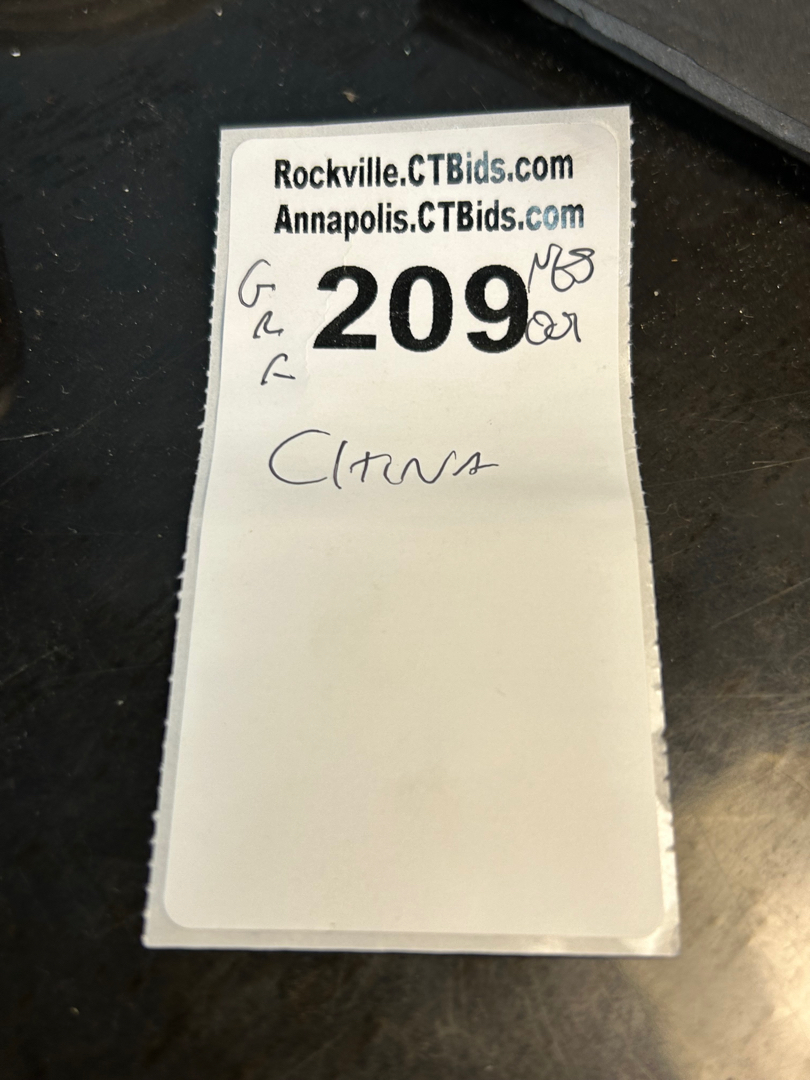 Rockville.CTBids.com
Annapolis.CTBids.com
209
G
R
F
CHINA